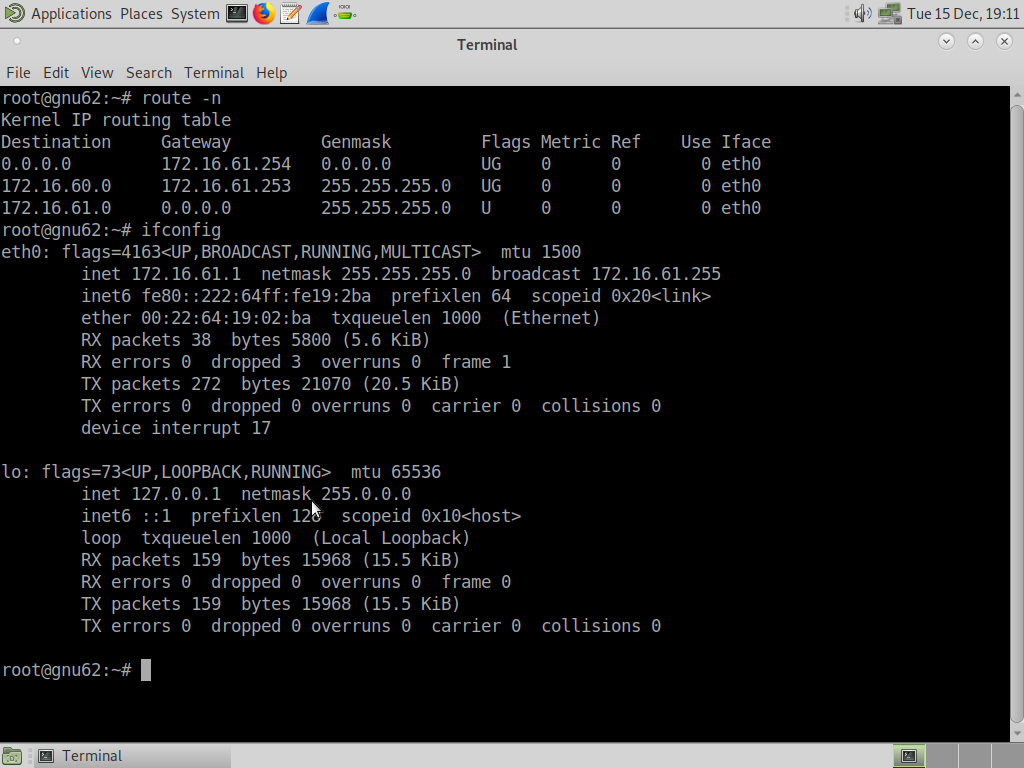 Applications Places System Tue 15 Dec, 19:11
Terminal
File Edit View Search Terminal Help
root@gnu62:~# route -n
Kernel IP routing table
Destination     Gateway         Genmask         Flags Metric Ref    Use Iface
0.0.0.0         172.16.61.254   0.0.0.0         UG    0      0        0 eth0
172.16.60.0     172.16.61.253   255.255.255.0   UG    0      0        0 eth0
172.16.61.0     0.0.0.0         255.255.255.0   U     0      0        0 eth0
root@gnu62:~# ifconfig
eth0: flags=4163<UP,BROADCAST,RUNNING,MULTICAST>  mtu 1500
        inet 172.16.61.1  netmask 255.255.255.0  broadcast 172.16.61.255
        inet6 fe80::222:64ff:fe19:2ba  prefixlen 64  scopeid 0x20<link>
        ether 00:22:64:19:02:ba  txqueuelen 1000  (Ethernet)
        RX packets 38  bytes 5800 (5.6 KiB)
        RX errors 0  dropped 3  overruns 0  frame 1
        TX packets 272  bytes 21070 (20.5 KiB)
        TX errors 0  dropped 0 overruns 0  carrier 0  collisions 0
        device interrupt 17

lo: flags=73<UP,LOOPBACK,RUNNING>  mtu 65536
        inet 127.0.0.1  netmask 255.0.0.0
        inet6 ::1  prefixlen 128  scopeid 0x10<host>
        loop  txqueuelen 1000  (Local Loopback)
        RX packets 159  bytes 15968 (15.5 KiB)
        RX errors 0  dropped 0  overruns 0  frame 0
        TX packets 159  bytes 15968 (15.5 KiB)
        TX errors 0  dropped 0 overruns 0  carrier 0  collisions 0

root@gnu62:~#
Terminal